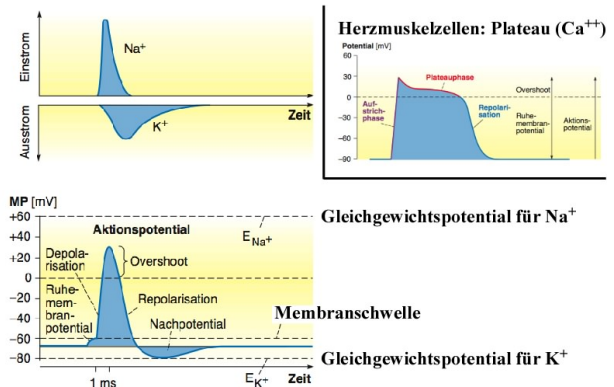 Einstrom
Ausstrom
Na⁺
Zeit
K⁺
Herzmuskelzellen: Plateau (Ca⁺⁺)
Potential [mV]
60
30
0
−30
−60
−90
Plateauphase
Auf-
strich-
phase
Repolari-
sation
Overshoot
Ruhe-
membran-
potential
Aktions-
potential
MP [mV]
+60
+40
+20
0
−20
−40
−60
−80
Aktionspotential
E Na⁺
Depola-
risation
Overshoot
Ruhe-
mem-
bran-
potential
Repolarisation
Nachpotential
1 ms
E K⁺
Zeit
Gleichgewichtspotential für Na⁺
Membranschwelle
Gleichgewichtspotential für K⁺